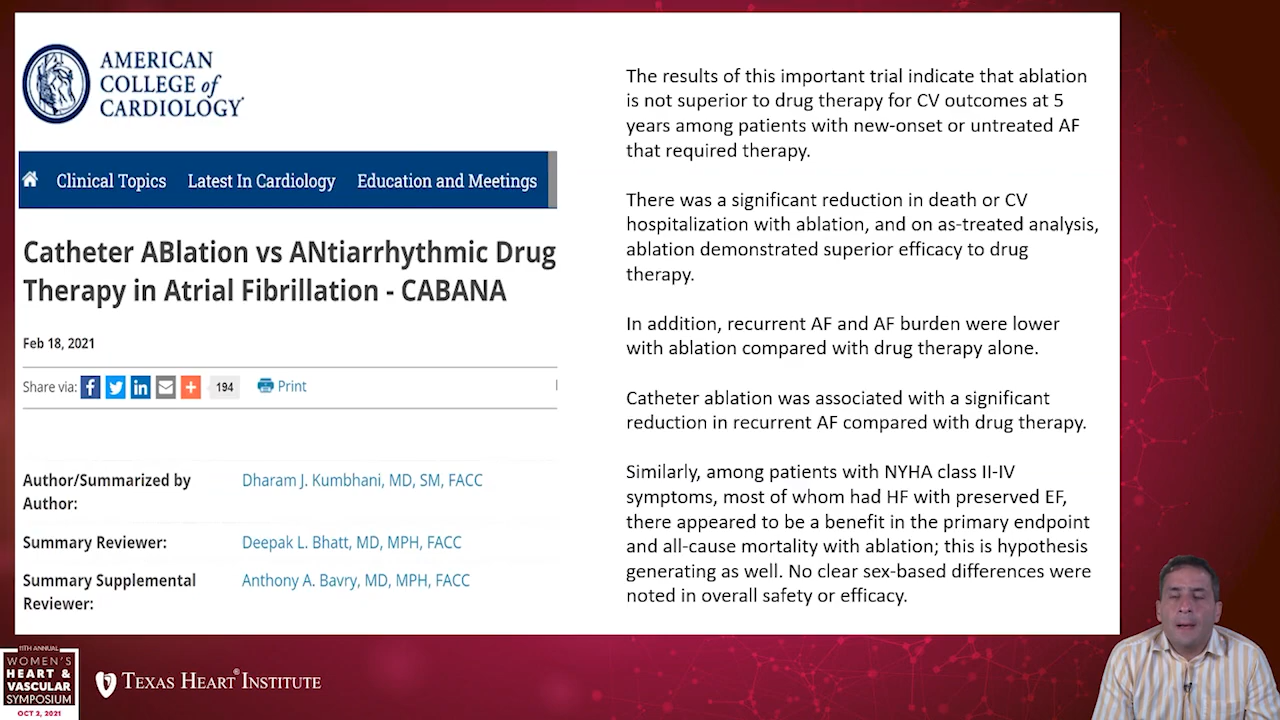 AMERICAN
COLLEGE of
CARDIOLOGY
Clinical Topics Latest In Cardiology Education and Meetings
Catheter ABlation vs ANtiarrhythmic Drug
Therapy in Atrial Fibrillation - CABANA
Feb 18, 2021
Share via: 194 Print
Author/Summarized by
Author:
Dharam J. Kumbhani, MD, SM, FACC
Summary Reviewer: Deepak L. Bhatt, MD, MPH, FACC
Summary Supplemental
Reviewer:
Anthony A. Bavry, MD, MPH, FACC
The results of this important trial indicate that ablation
is not superior to drug therapy for CV outcomes at 5
years among patients with new-onset or untreated AF
that required therapy.
There was a significant reduction in death or CV
hospitalization with ablation, and on as-treated analysis,
ablation demonstrated superior efficacy to drug
therapy.
In addition, recurrent AF and AF burden were lower
with ablation compared with drug therapy alone.
Catheter ablation was associated with a significant
reduction in recurrent AF compared with drug therapy.
Similarly, among patients with NYHA class II-IV
symptoms, most of whom had HF with preserved EF,
there appeared to be a benefit in the primary endpoint
and all-cause mortality with ablation; this is hypothesis
generating as well. No clear sex-based differences were
noted in overall safety or efficacy.
11TH ANNUAL
WOMEN'S
HEART &
VASCULAR
SYMPOSIUM
OCT 2, 2021
TEXAS HEART® INSTITUTE